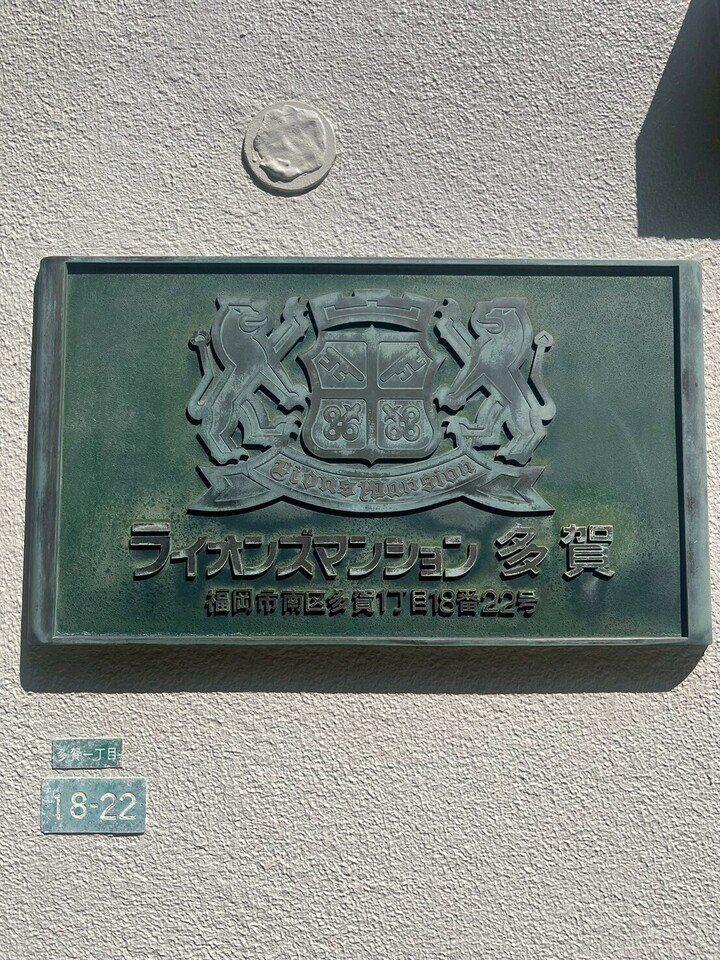 Lions Mansion
ライオンズマンション 多賀
福岡市南区多賀1丁目18番22号
多賀一丁目
18-22